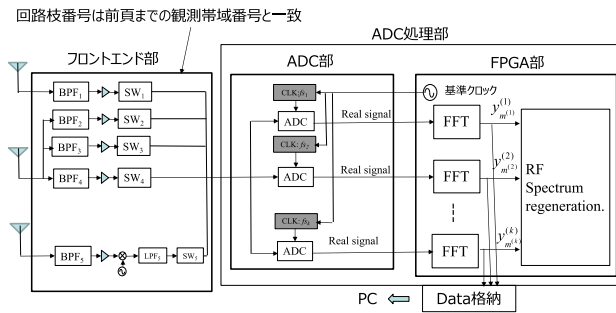 回路枝番号は前頁までの観測帯域番号と一致
ADC処理部
フロントエンド部
ADC部
FPGA部
BPF₁ SW₁
BPF₂ SW₂
BPF₃ SW₃
BPF₄ SW₄
BPF₅ LPF₅ SW₅
CLK: fs₁
ADC
Real signal
CLK: fs₂
ADC
Real signal
CLK: fsₖ
ADC
Real signal
基準クロック
FFT
y_{m^{(1)}}^{(1)}
FFT
y_{m^{(2)}}^{(2)}
FFT
y_{m^{(k)}}^{(k)}
RF
Spectrum
regeneration.
PC
Data格納